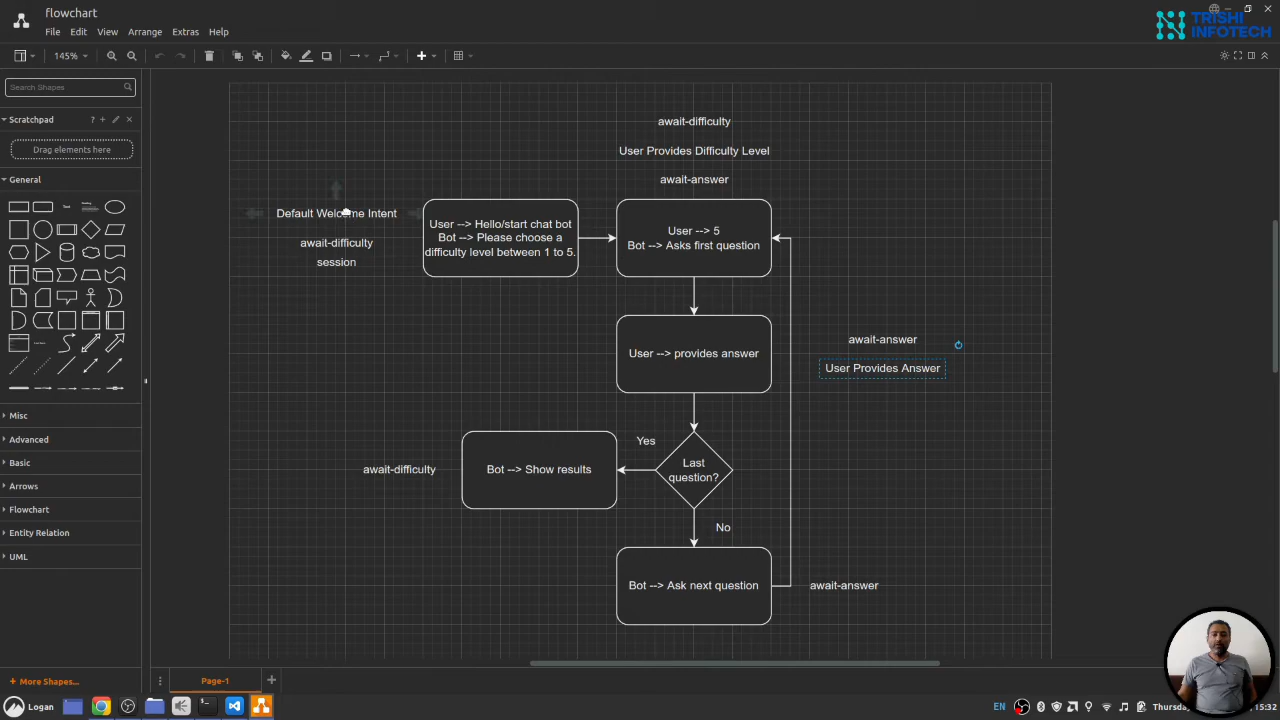 flowchart
File Edit View Arrange Extras Help
TRISHI
INFOTECH
145%
Search Shapes
Scratchpad
?
Drag elements here
General
Text
Misc
Advanced
Basic
Arrows
Flowchart
Entity Relation
UML
+ More Shapes...
await-difficulty
User Provides Difficulty Level
await-answer
Default Welcome Intent
await-difficulty
session
User --> Hello/start chat bot
Bot --> Please choose a
difficulty level between 1 to 5.
User --> 5
Bot --> Asks first question
User --> provides answer
await-answer
User Provides Answer
Yes
Last
question?
await-difficulty
Bot --> Show results
No
Bot --> Ask next question
await-answer
Page-1
Logan
EN
Thursday
15:32